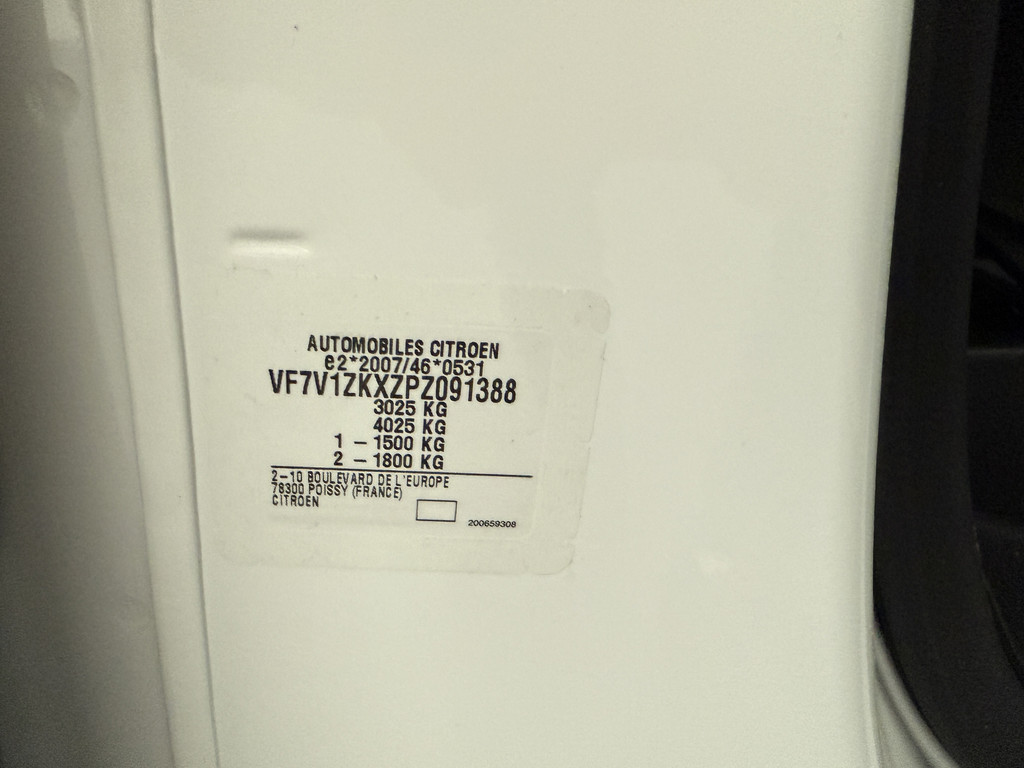 AUTOMOBILES CITROEN
e2*2007/46*0531
VF7V1ZKXZPZ091388
3025 KG
4025 KG
1 – 1500 KG
2 – 1800 KG
2–10 BOULEVARD DE L'EUROPE
78300 POISSY (FRANCE)
CITROEN
200659308